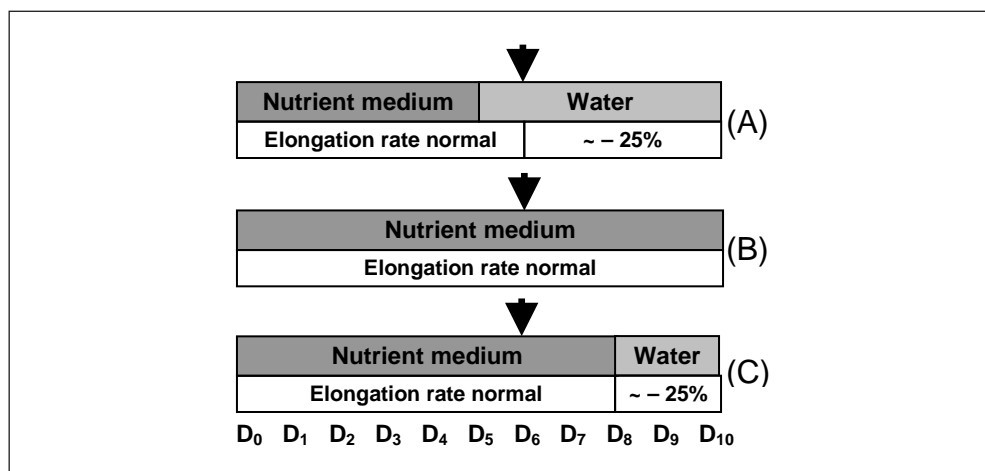 Nutrient medium Water
(A)
Elongation rate normal ~ – 25%
Nutrient medium
(B)
Elongation rate normal
Nutrient medium Water
(C)
Elongation rate normal ~ – 25%
D0 D1 D2 D3 D4 D5 D6 D7 D8 D9 D10